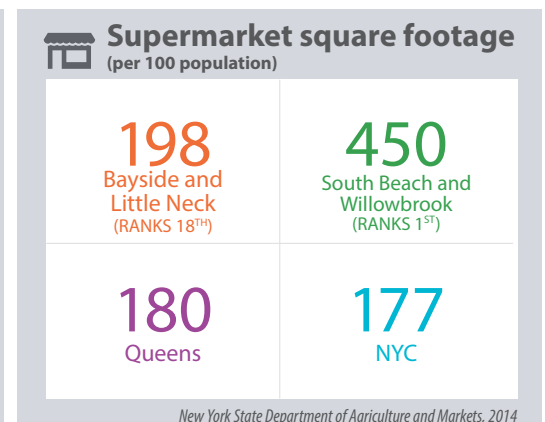 Supermarket square footage
(per 100 population)
198
Bayside and
Little Neck
(RANKS 18TH)
450
South Beach and
Willowbrook
(RANKS 1ST)
180
Queens
177
NYC
New York State Department of Agriculture and Markets, 2014